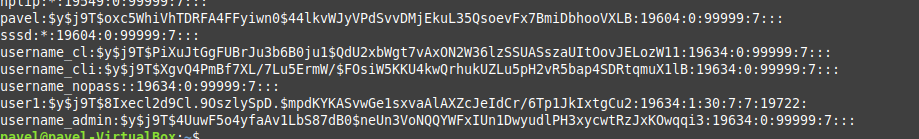 hplip:*:19549:0:99999:7:::
pavel:$y$j9T$oxc5WhiVhTDRFA4FFyiwn0$44lkvWJyVPdSvvDMjEkuL35QsoevFx7BmiDbhooVXLB:19604:0:99999:7:::
sssd:*:19604:0:99999:7:::
username_cl:$y$j9T$PiXuJtGgFUBrJu3b6B0ju1$QdU2xbWgt7vAxON2W36lzSSUASszaUItOovJELozW11:19634:0:99999:7:::
username_cli:$y$j9T$XgvQ4PmBf7XL/7Lu5ErmW/$FOsiW5KKU4kwQrhukUZLu5pH2vR5bap4SDRtqmuX1lB:19634:0:99999:7:::
username_nopass::19634:0:99999:7:::
user1:$y$j9T$8Ixecl2d9Cl.9OszlySpD.$mpdKYKASvwGe1sxvaAlAXZcJeIdCr/6Tp1JkIxtgCu2:19634:1:30:7:7:19722:
username_admin:$y$j9T$4UuwF5o4yfaAv1LbS87dB0$neUn3VoNQQYWFxIUn1DwyudlPH3xycwtRzJxKOwqqi3:19634:0:99999:7:::
pavel@pavel-VirtualBox:~$